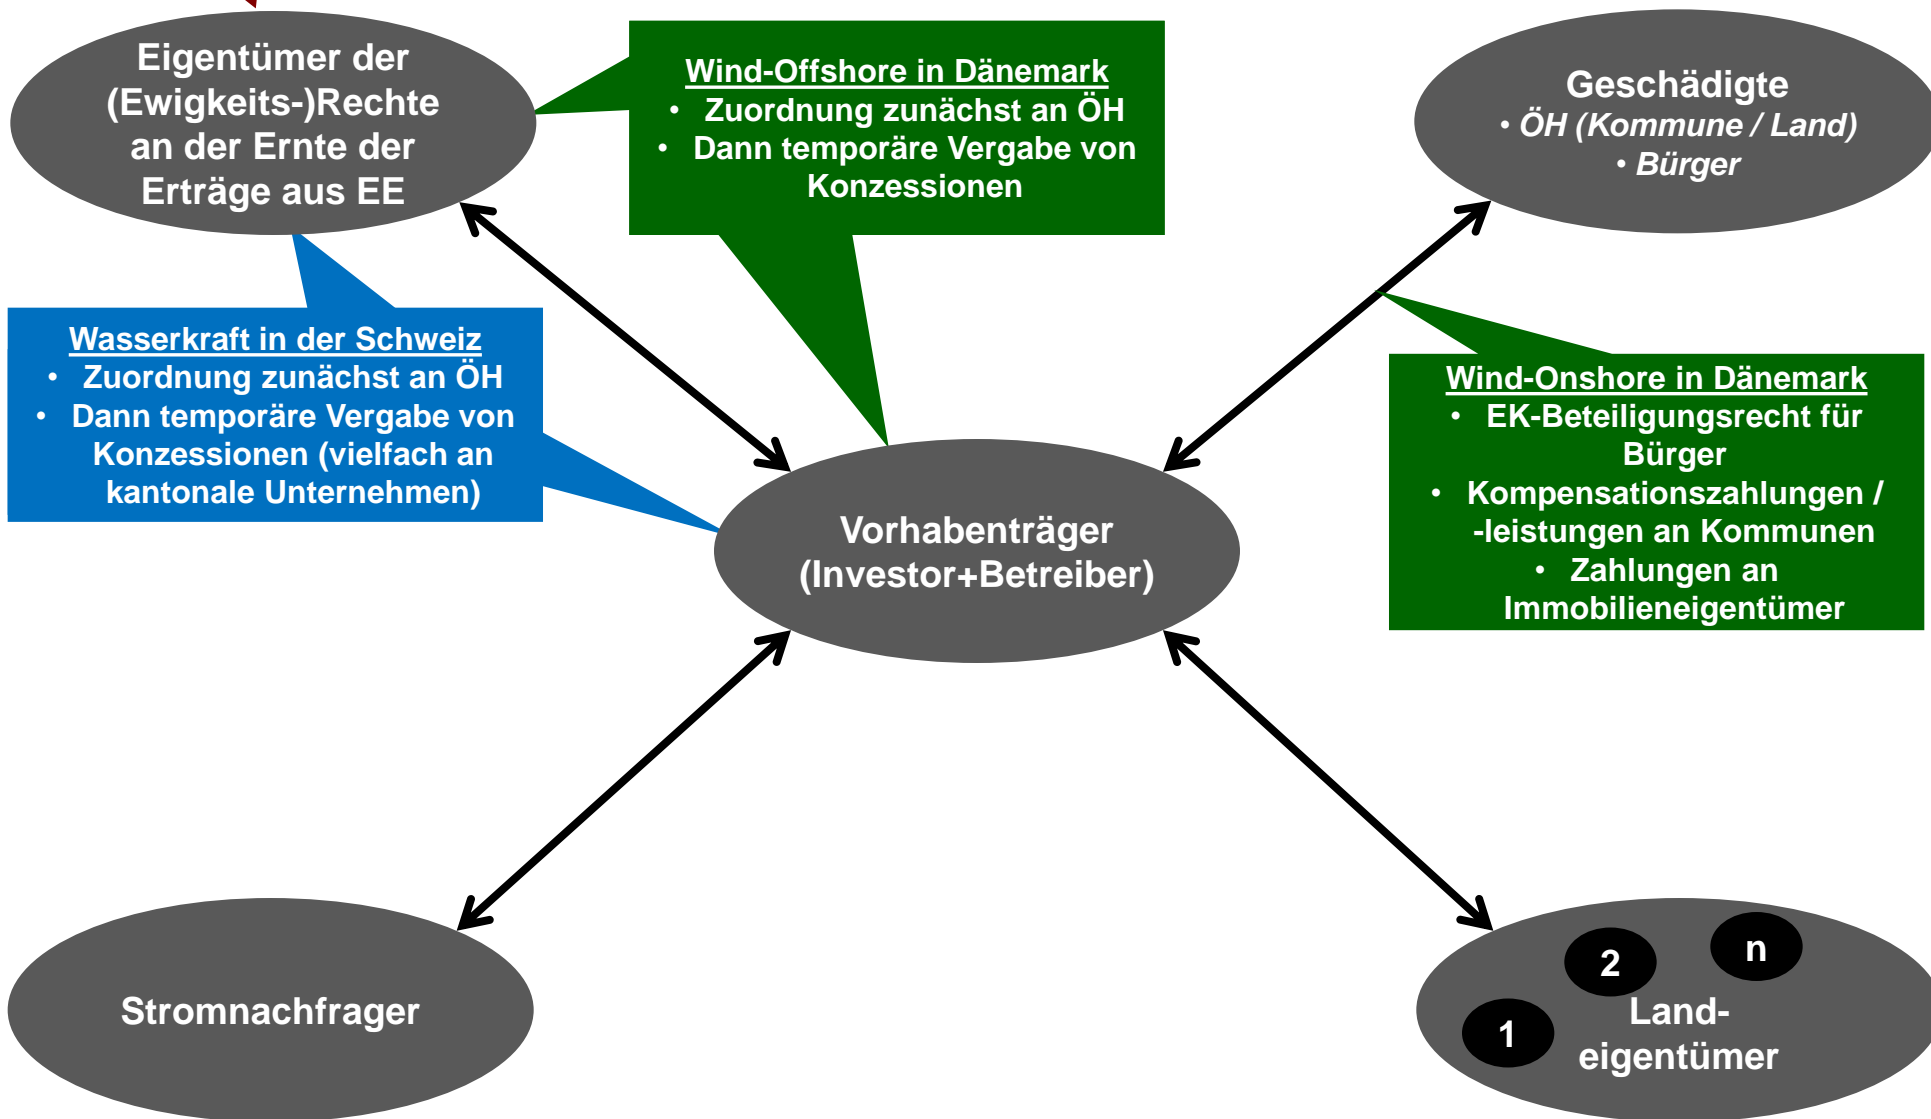 Eigentümer der
(Ewigkeits-)Rechte
an der Ernte der
Erträge aus EE
Wind-Offshore in Dänemark
• Zuordnung zunächst an ÖH
• Dann temporäre Vergabe von
Konzessionen
Geschädigte
• ÖH (Kommune / Land)
• Bürger
Wasserkraft in der Schweiz
• Zuordnung zunächst an ÖH
• Dann temporäre Vergabe von
Konzessionen (vielfach an
kantonale Unternehmen)
Wind-Onshore in Dänemark
• EK-Beteiligungsrecht für
Bürger
• Kompensationszahlungen /
-leistungen an Kommunen
• Zahlungen an
Immobilieneigentümer
Vorhabenträger
(Investor+Betreiber)
Stromnachfrager
1
2
n
Land-
eigentümer